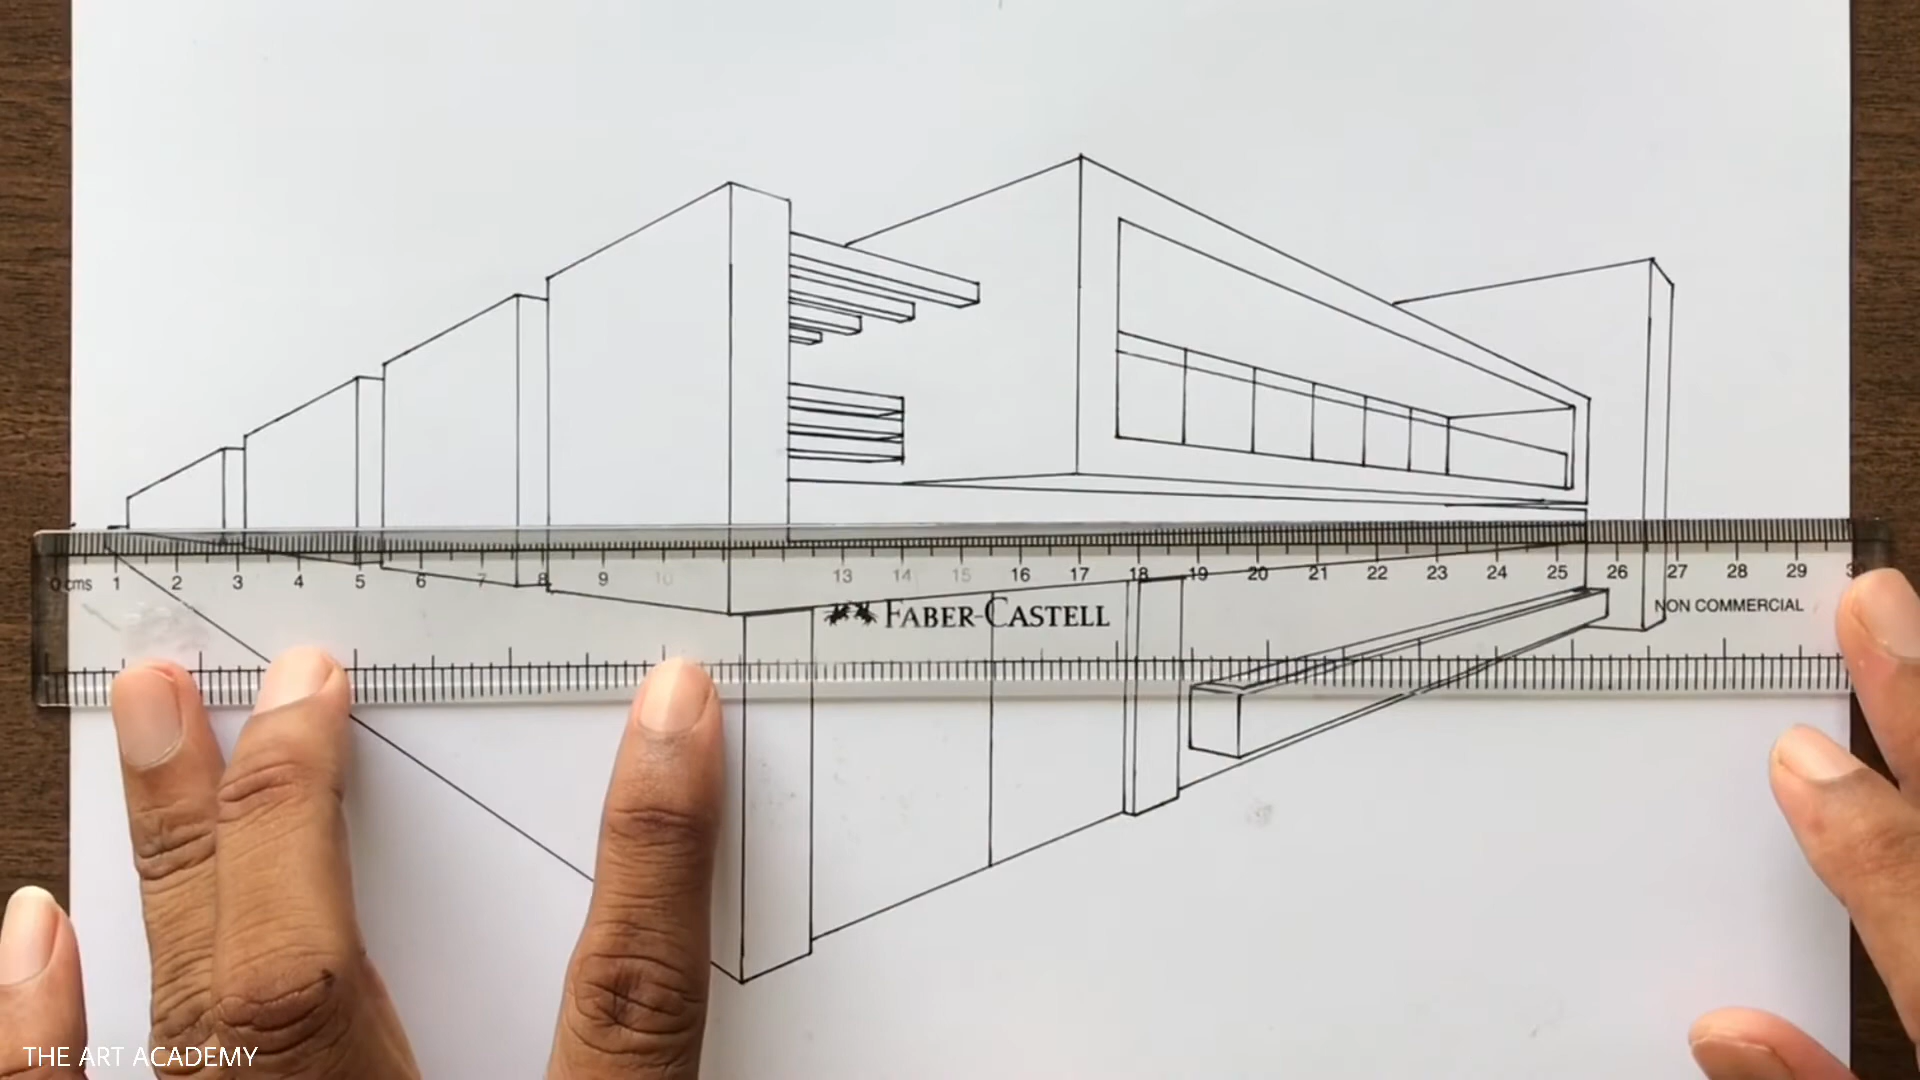 0 cms 1 2 3 4 5 6 7 8 9 10 13 14 15 16 17 18 19 20 21 22 23 24 25 26 27 28 29 30
FABER-CASTELL
NON COMMERCIAL
THE ART ACADEMY